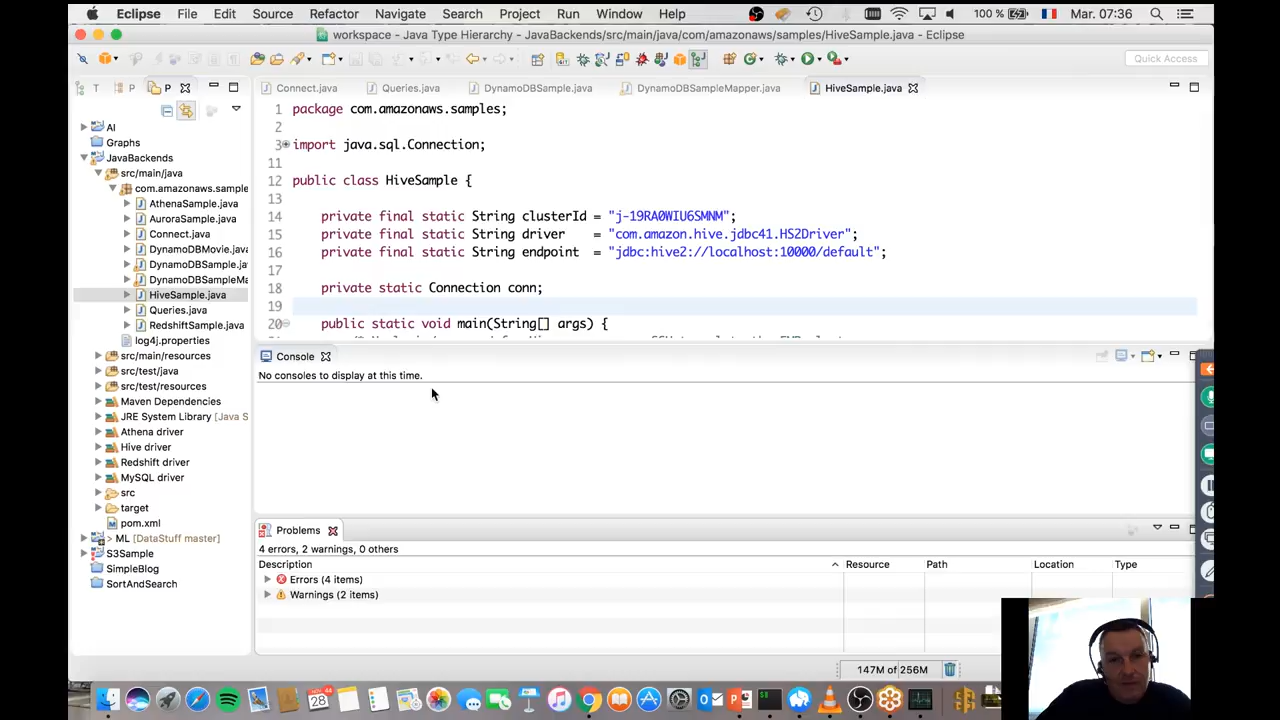 Eclipse File Edit Source Refactor Navigate Search Project Run Window Help 100 % Mar. 07:36
workspace - Java Type Hierarchy - JavaBackends/src/main/java/com/amazonaws/samples/HiveSample.java - Eclipse
Quick Access
T P P
Connect.java Queries.java DynamoDBSample.java DynamoDBSampleMapper.java HiveSample.java
AI
Graphs
JavaBackends
src/main/java
com.amazonaws.sample
AthenaSample.java
AuroraSample.java
Connect.java
DynamoDBMovie.java
DynamoDBSample.ja
DynamoDBSampleMa
HiveSample.java
Queries.java
RedshiftSample.java
log4j.properties
src/main/resources
src/test/java
src/test/resources
Maven Dependencies
JRE System Library [Java S
Athena driver
Hive driver
Redshift driver
MySQL driver
src
target
pom.xml
> ML [DataStuff master]
S3Sample
SimpleBlog
SortAndSearch
1 package com.amazonaws.samples;
2
3 import java.sql.Connection;
11
12 public class HiveSample {
13
14 private final static String clusterId = "j-19RA0WIU6SMNM";
15 private final static String driver = "com.amazon.hive.jdbc41.HS2Driver";
16 private final static String endpoint = "jdbc:hive2://localhost:10000/default";
17
18 private static Connection conn;
19
20 public static void main(String[] args) {
Console
No consoles to display at this time.
Problems
4 errors, 2 warnings, 0 others
Description Resource Path Location Type
Errors (4 items)
Warnings (2 items)
147M of 256M
28